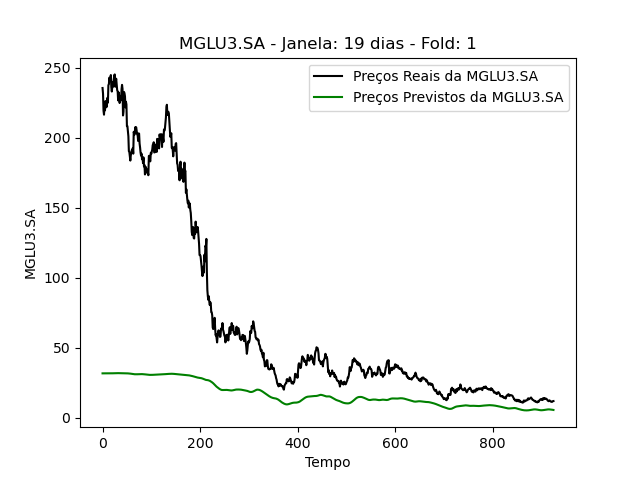 MGLU3.SA - Janela: 19 dias - Fold: 1
Preços Reais da MGLU3.SA
Preços Previstos da MGLU3.SA
MGLU3.SA
250
200
150
100
50
0
0 200 400 600 800
Tempo